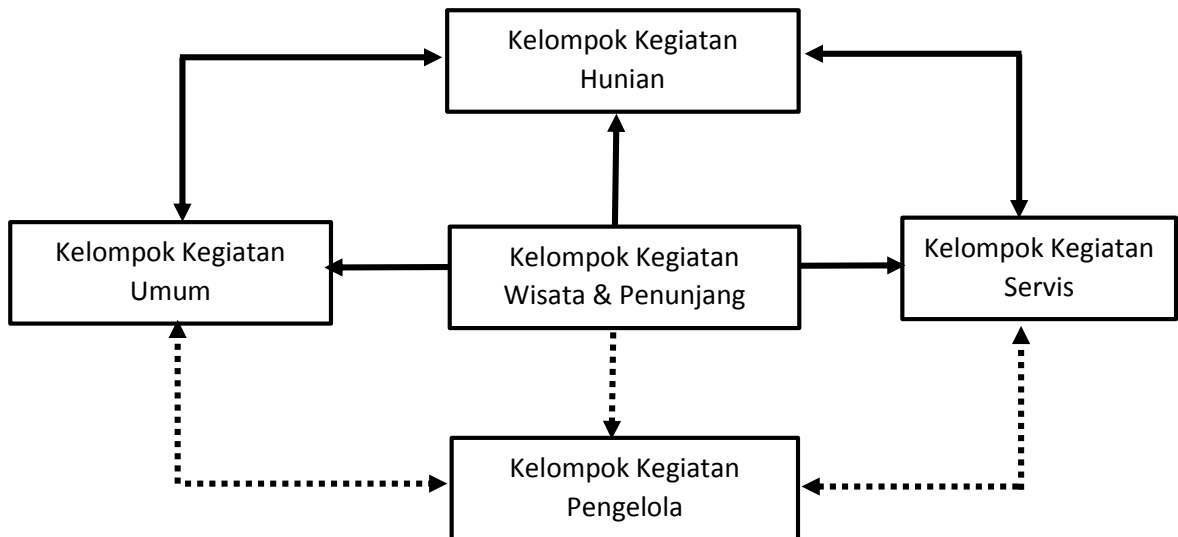 Kelompok Kegiatan
Hunian
Kelompok Kegiatan
Umum
Kelompok Kegiatan
Wisata & Penunjang
Kelompok Kegiatan
Servis
Kelompok Kegiatan
Pengelola